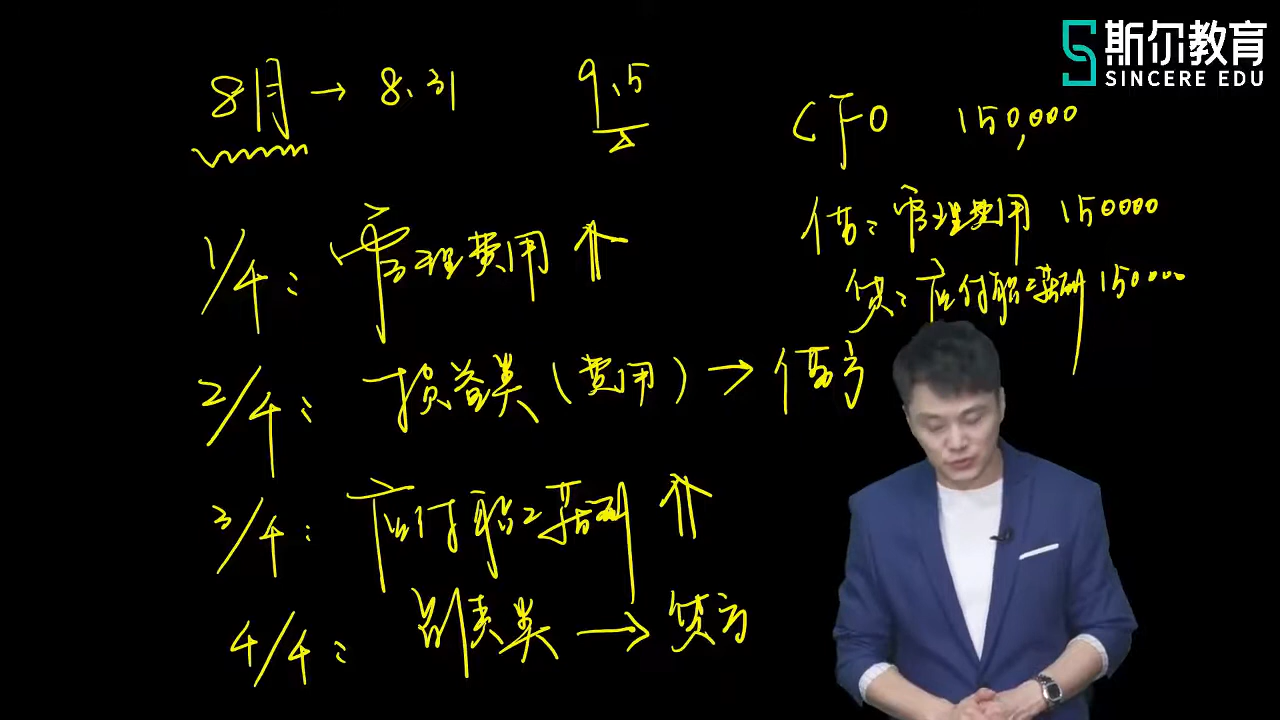 斯尔教育
SINCERE EDU
8月 → 8.31 9.5
CFO 150,000
借: 管理费用 150000
贷: 应付职工薪酬 150000
1/4: 管理费用 ↑
2/4: 损益类 (费用) → 借方
3/4: 应付职工薪酬 ↑
4/4: 负债类 → 贷方